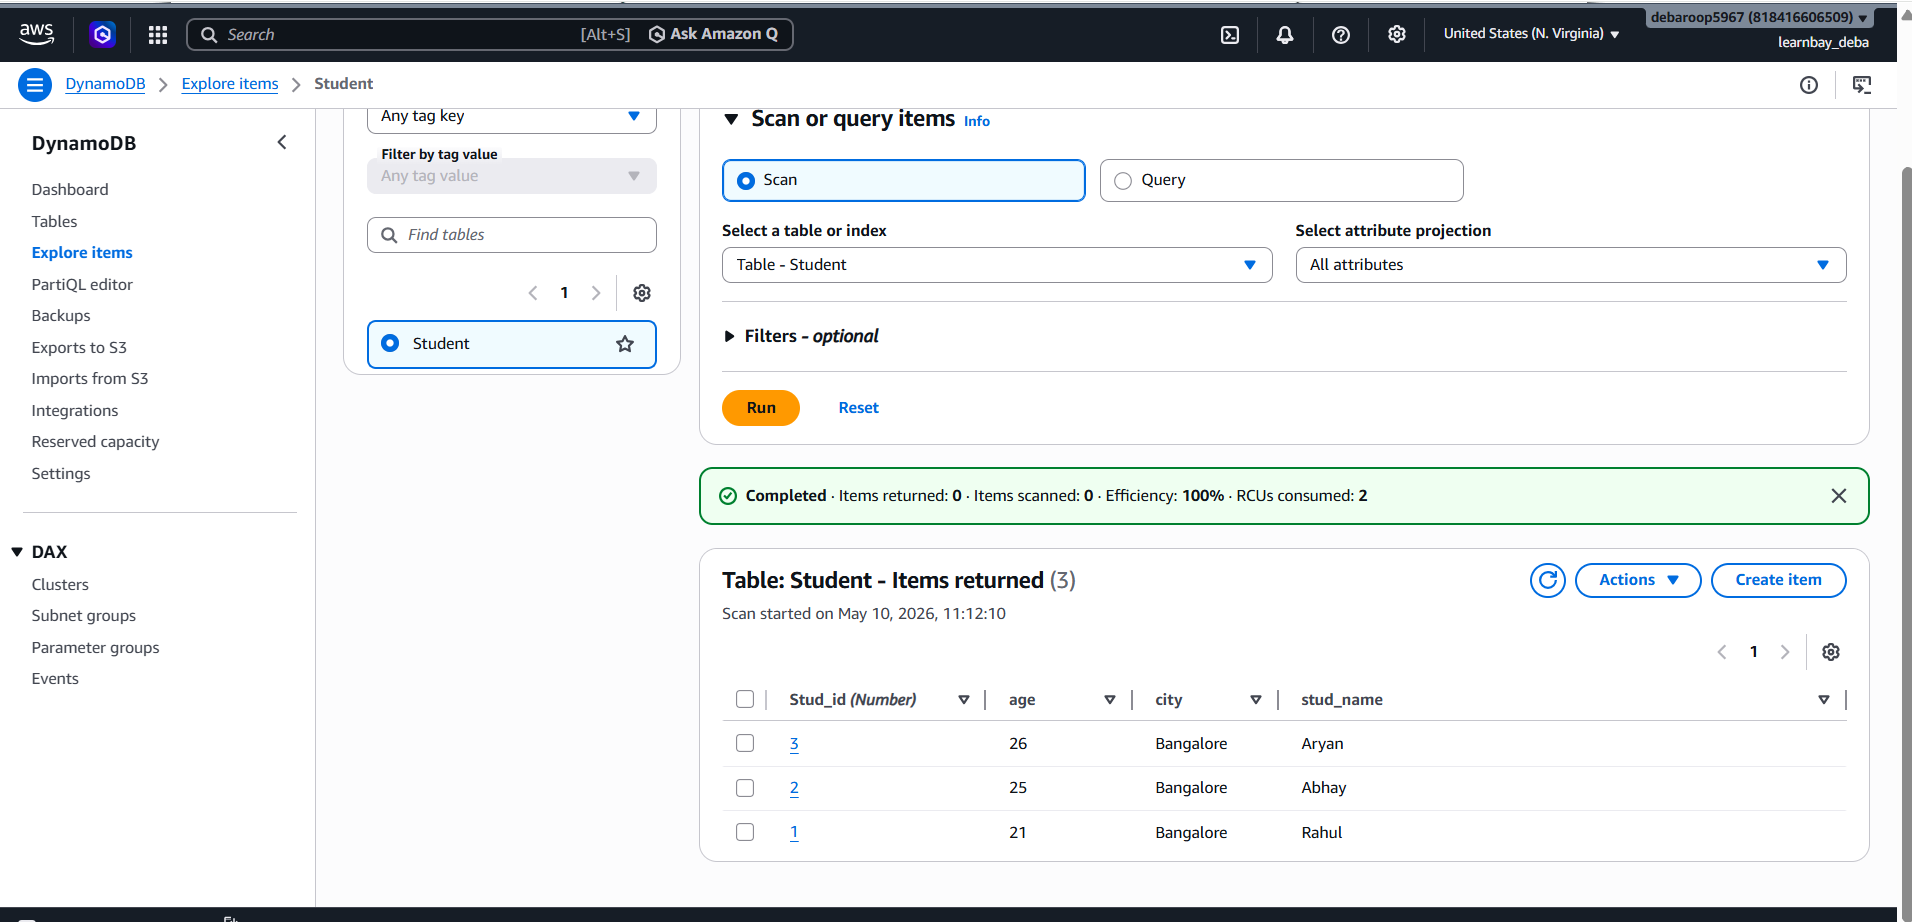 aws
Search [Alt+S] Ask Amazon Q
United States (N. Virginia)
debaroop5967 (818416606509)
learnbay_deba
DynamoDB
Explore items
Student
DynamoDB
Dashboard
Tables
Explore items
PartiQL editor
Backups
Exports to S3
Imports from S3
Integrations
Reserved capacity
Settings
DAX
Clusters
Subnet groups
Parameter groups
Events
Any tag key
Filter by tag value
Any tag value
Find tables
1
Student
Scan or query items Info
Scan
Query
Select a table or index
Table - Student
Select attribute projection
All attributes
Filters - optional
Run
Reset
Completed · Items returned: 0 · Items scanned: 0 · Efficiency: 100% · RCUs consumed: 2
Table: Student - Items returned (3)
Scan started on May 10, 2026, 11:12:10
Actions
Create item
1
Stud_id (Number) age city stud_name
3 26 Bangalore Aryan
2 25 Bangalore Abhay
1 21 Bangalore Rahul